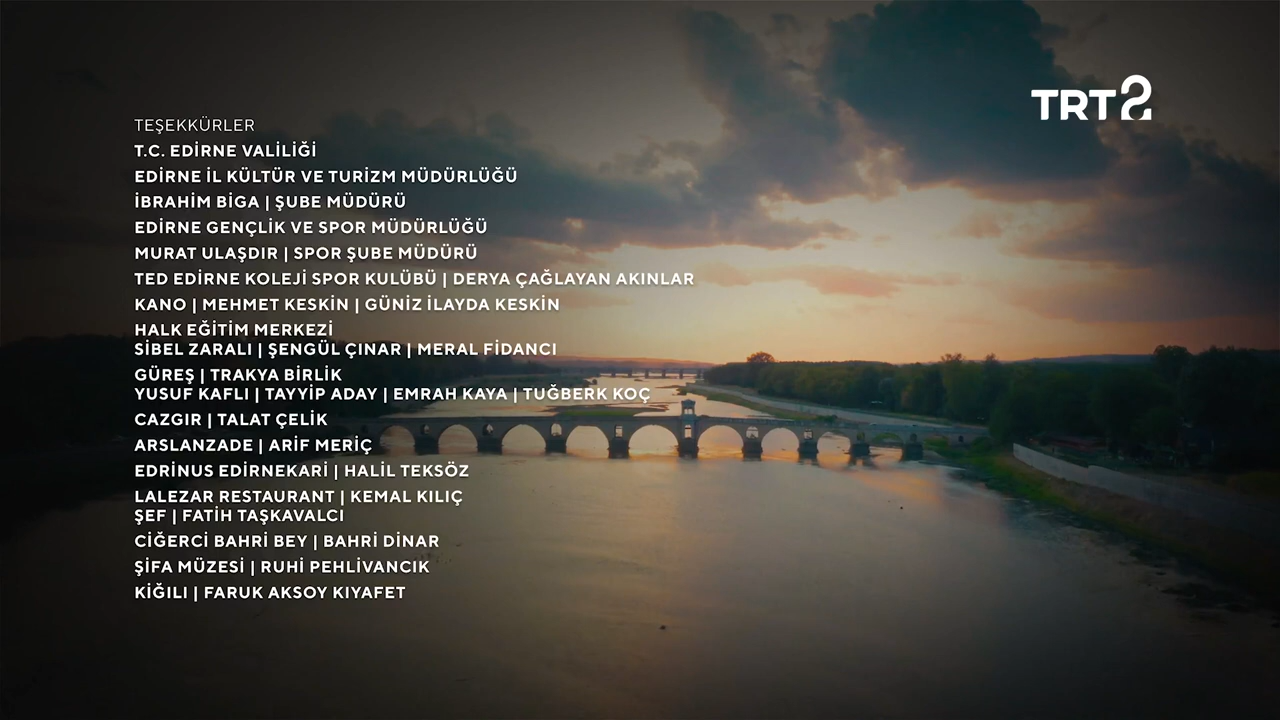 TRT2
TEŞEKKÜRLER
T.C. EDİRNE VALİLİĞİ
EDİRNE İL KÜLTÜR VE TURİZM MÜDÜRLÜĞÜ
İBRAHİM BİGA | ŞUBE MÜDÜRÜ
EDİRNE GENÇLİK VE SPOR MÜDÜRLÜĞÜ
MURAT ULAŞDIR | SPOR ŞUBE MÜDÜRÜ
TED EDİRNE KOLEJİ SPOR KULÜBÜ | DERYA ÇAĞLAYAN AKINLAR
KANO | MEHMET KESKİN | GÜNİZ İLAYDA KESKİN
HALK EĞİTİM MERKEZİ
SİBEL ZARALI | ŞENGÜL ÇINAR | MERAL FİDANCI
GÜREŞ | TRAKYA BİRLİK
YUSUF KAFLI | TAYYİP ADAY | EMRAH KAYA | TUĞBERK KOÇ
CAZGIR | TALAT ÇELİK
ARSLANZADE | ARİF MERİÇ
EDRINUS EDİRNEKARİ | HALİL TEKSÖZ
LALEZAR RESTAURANT | KEMAL KILIÇ
ŞEF | FATİH TAŞKAVALCI
CİĞERCİ BAHRİ BEY | BAHRİ DİNAR
ŞİFA MÜZESİ | RUHİ PEHLİVANCIK
KİĞILI | FARUK AKSOY KIYAFET